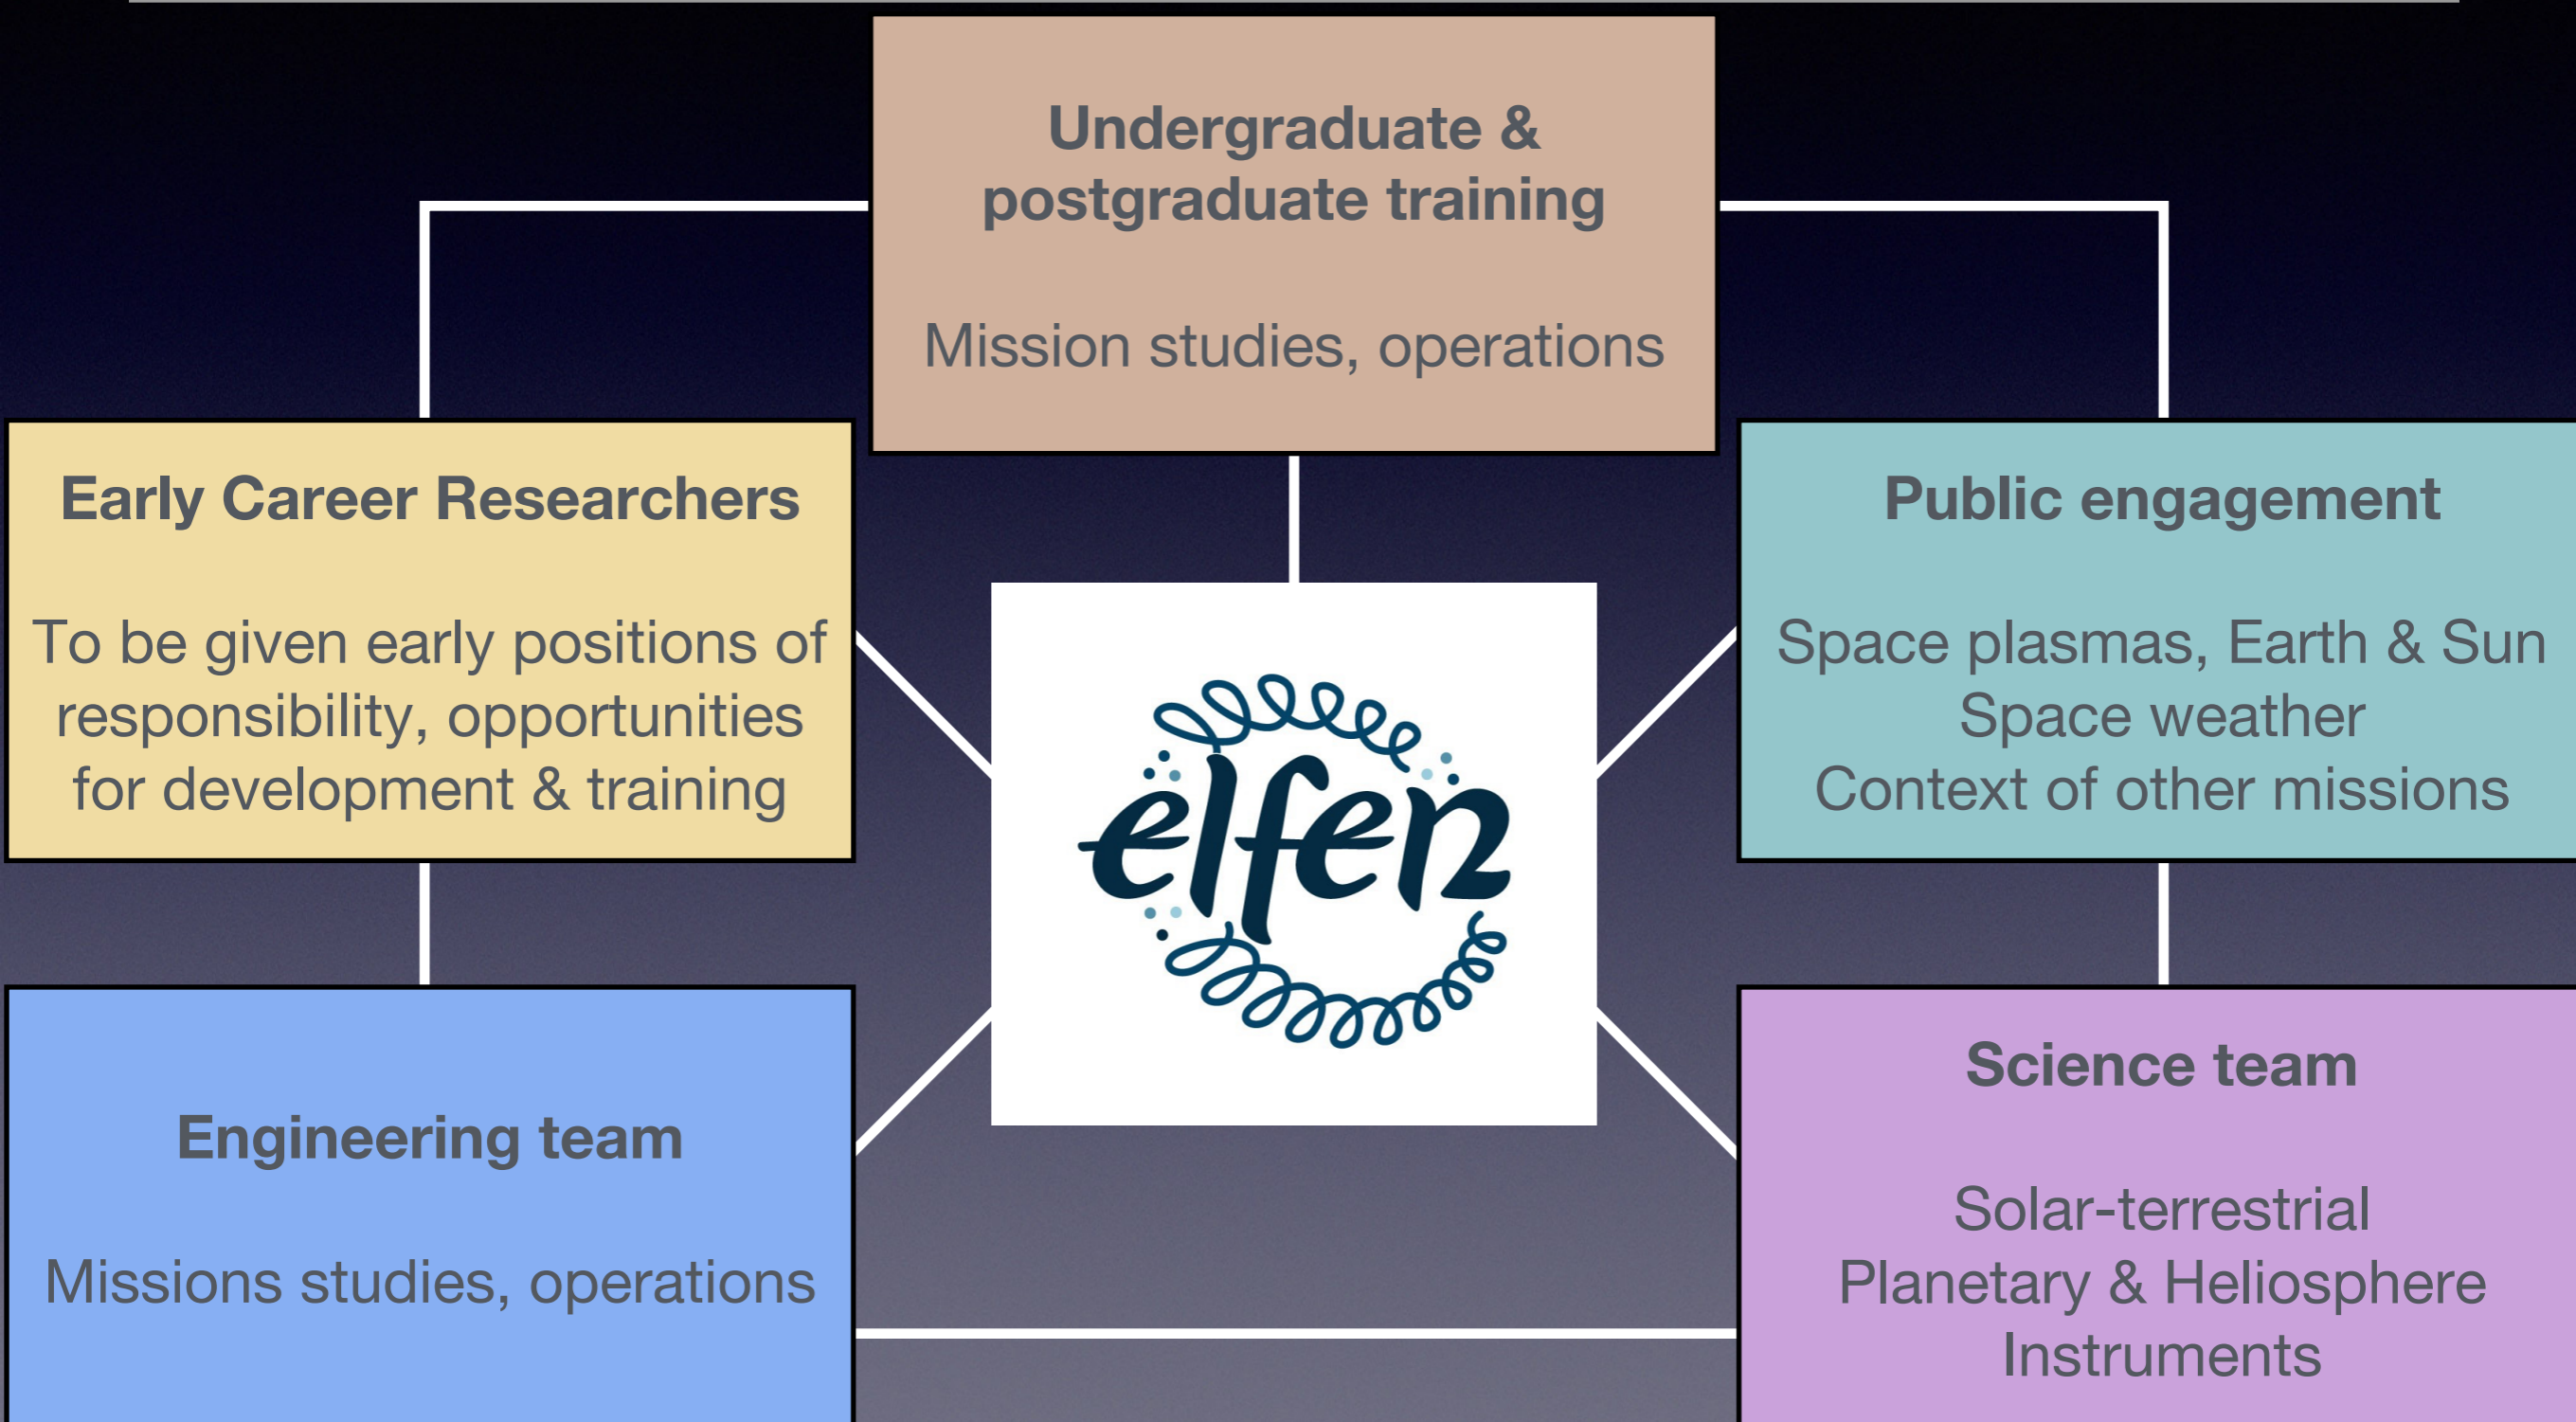 Undergraduate &
postgraduate training
Mission studies, operations
Early Career Researchers
To be given early positions of
responsibility, opportunities
for development & training
Public engagement
Space plasmas, Earth & Sun
Space weather
Context of other missions
elfen
Engineering team
Missions studies, operations
Science team
Solar-terrestrial
Planetary & Heliosphere
Instruments